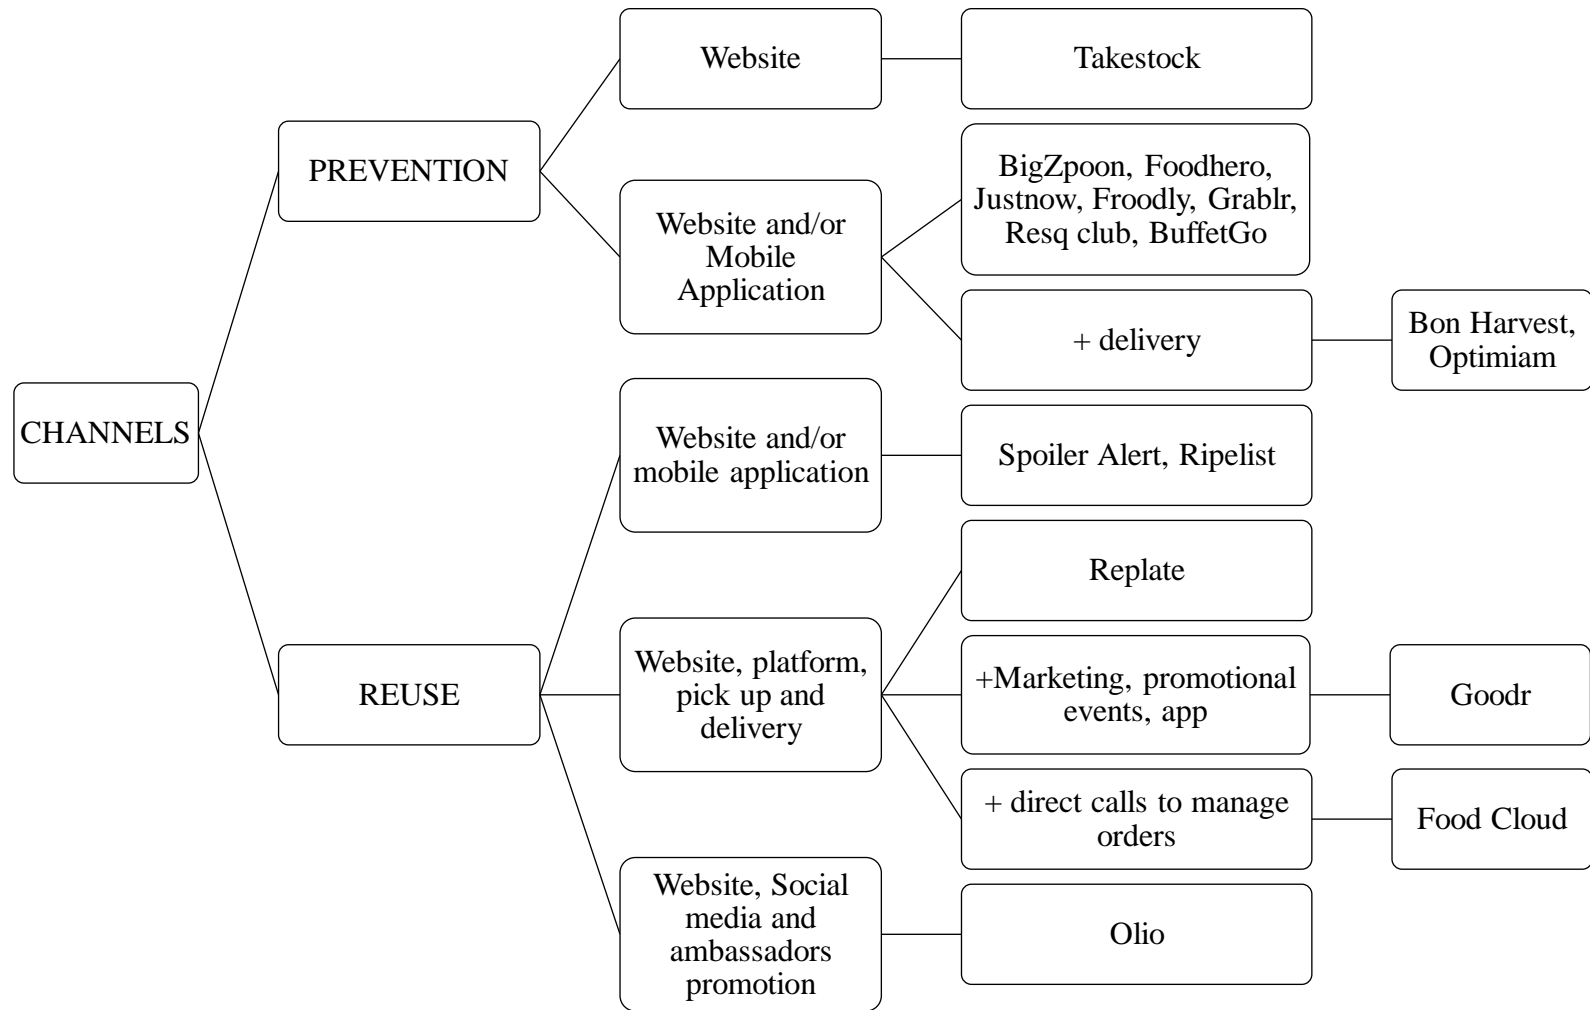 CHANNELS
PREVENTION
Website
Takestock
Website and/or
Mobile
Application
BigZpoon, Foodhero,
Justnow, Froodly, Grablr,
Resq club, BuffetGo
+ delivery
Bon Harvest,
Optimiam
REUSE
Website and/or
mobile application
Spoiler Alert, Ripelist
Website, platform,
pick up and
delivery
Replate
+Marketing, promotional
events, app
Goodr
+ direct calls to manage
orders
Food Cloud
Website, Social
media and
ambassadors
promotion
Olio